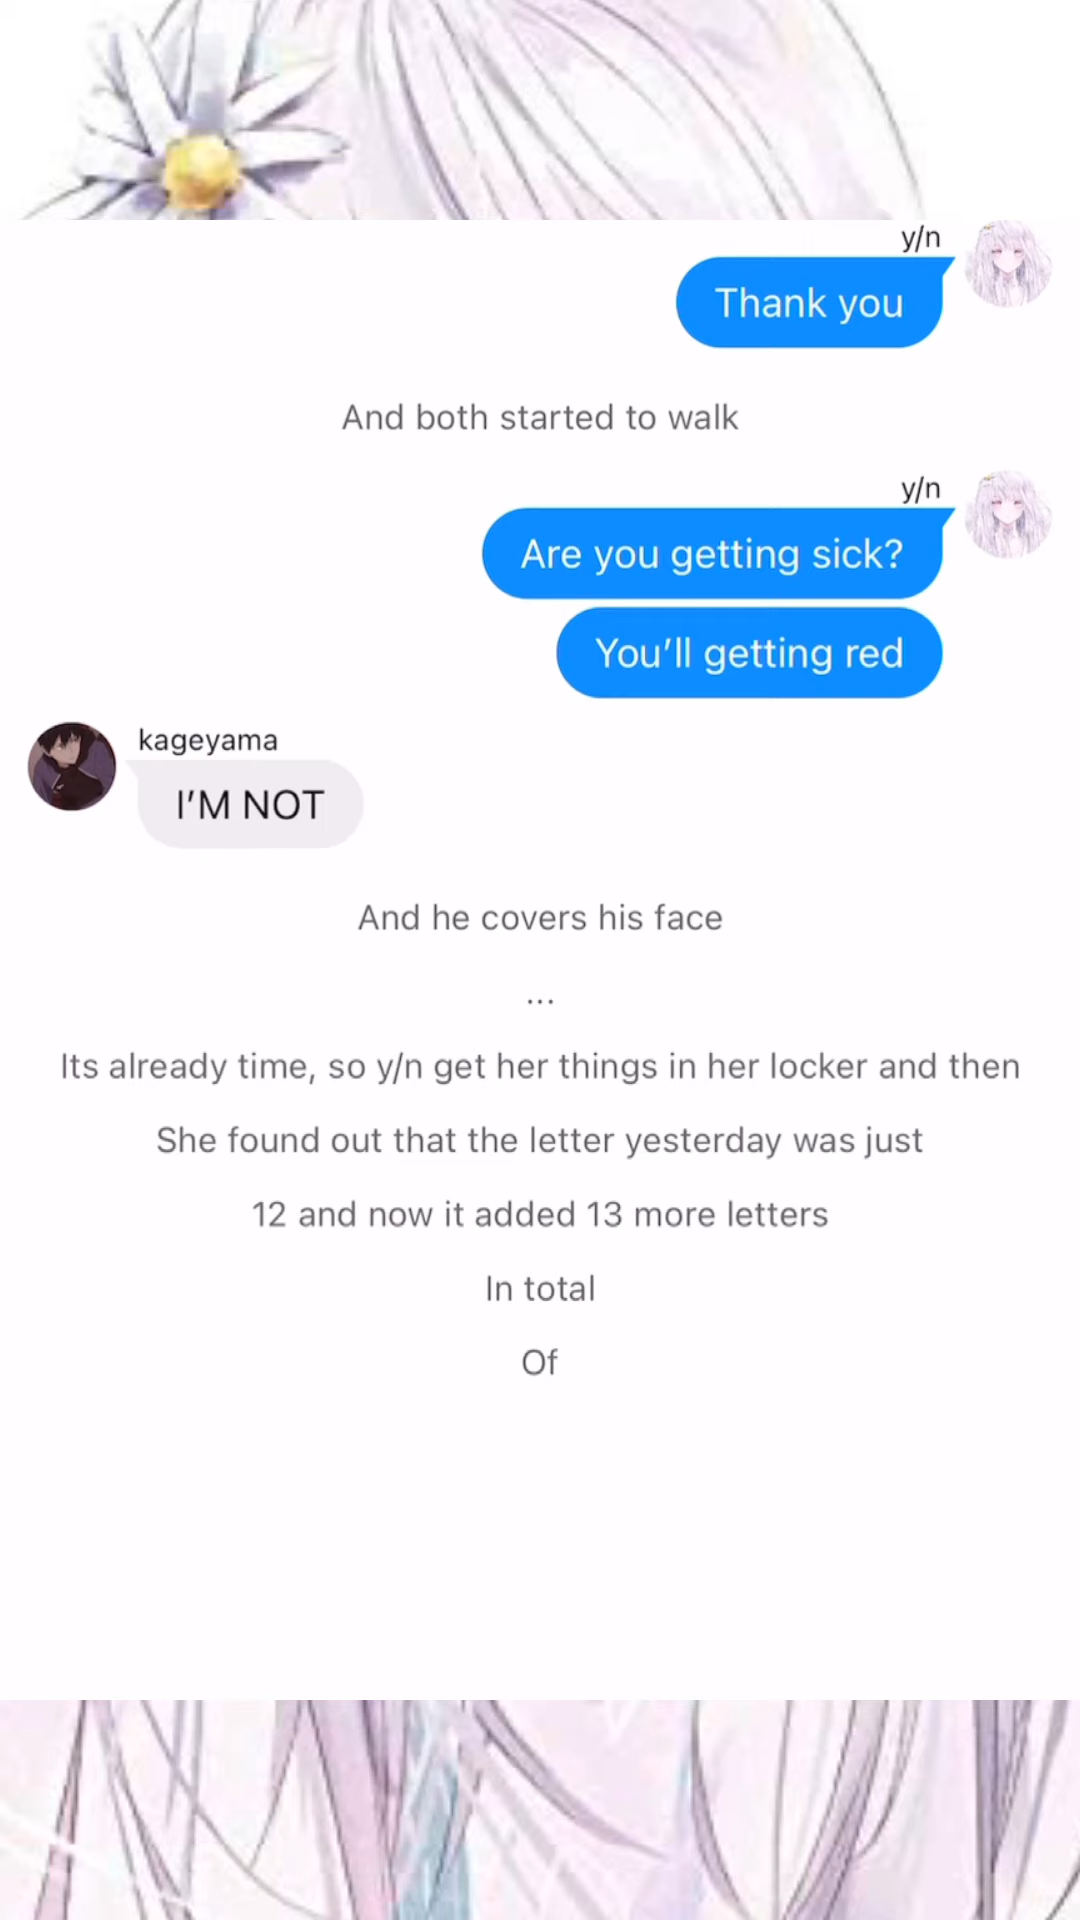 y/n
Thank you
And both started to walk
y/n
Are you getting sick?
You’ll getting red
kageyama
I’M NOT
And he covers his face
...
Its already time, so y/n get her things in her locker and then
She found out that the letter yesterday was just
12 and now it added 13 more letters
In total
Of